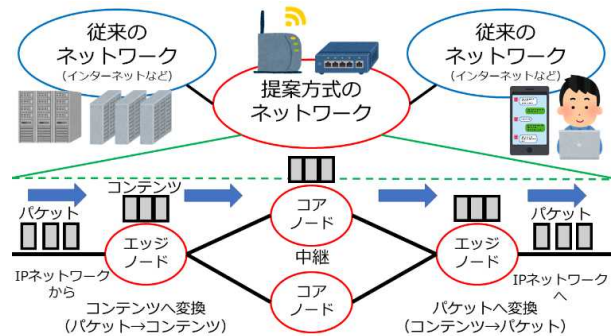 従来の
ネットワーク
(インターネットなど)
提案方式の
ネットワーク
従来の
ネットワーク
(インターネットなど)
パケット
コンテンツ
エッジ
ノード
IPネットワーク
から
コンテンツへ変換
(パケット→コンテンツ)
コア
ノード
中継
コア
ノード
エッジ
ノード
パケット
IPネットワーク
へ
パケットへ変換
(コンテンツ→パケット)